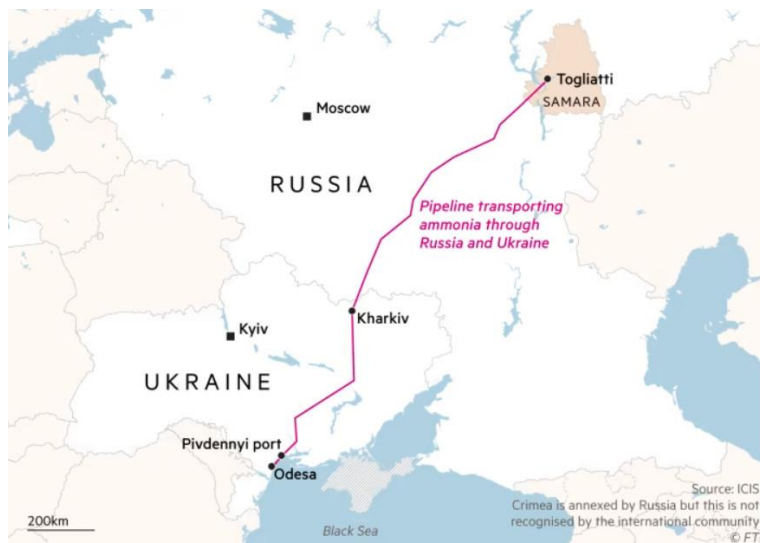 Togliatti
SAMARA
Moscow
RUSSIA
Pipeline transporting
ammonia through
Russia and Ukraine
Kharkiv
Kyiv
UKRAINE
Pivdennyi port
Odesa
200km
Black Sea
Source: ICIS
Crimea is annexed by Russia but this is not
recognised by the international community
© FT